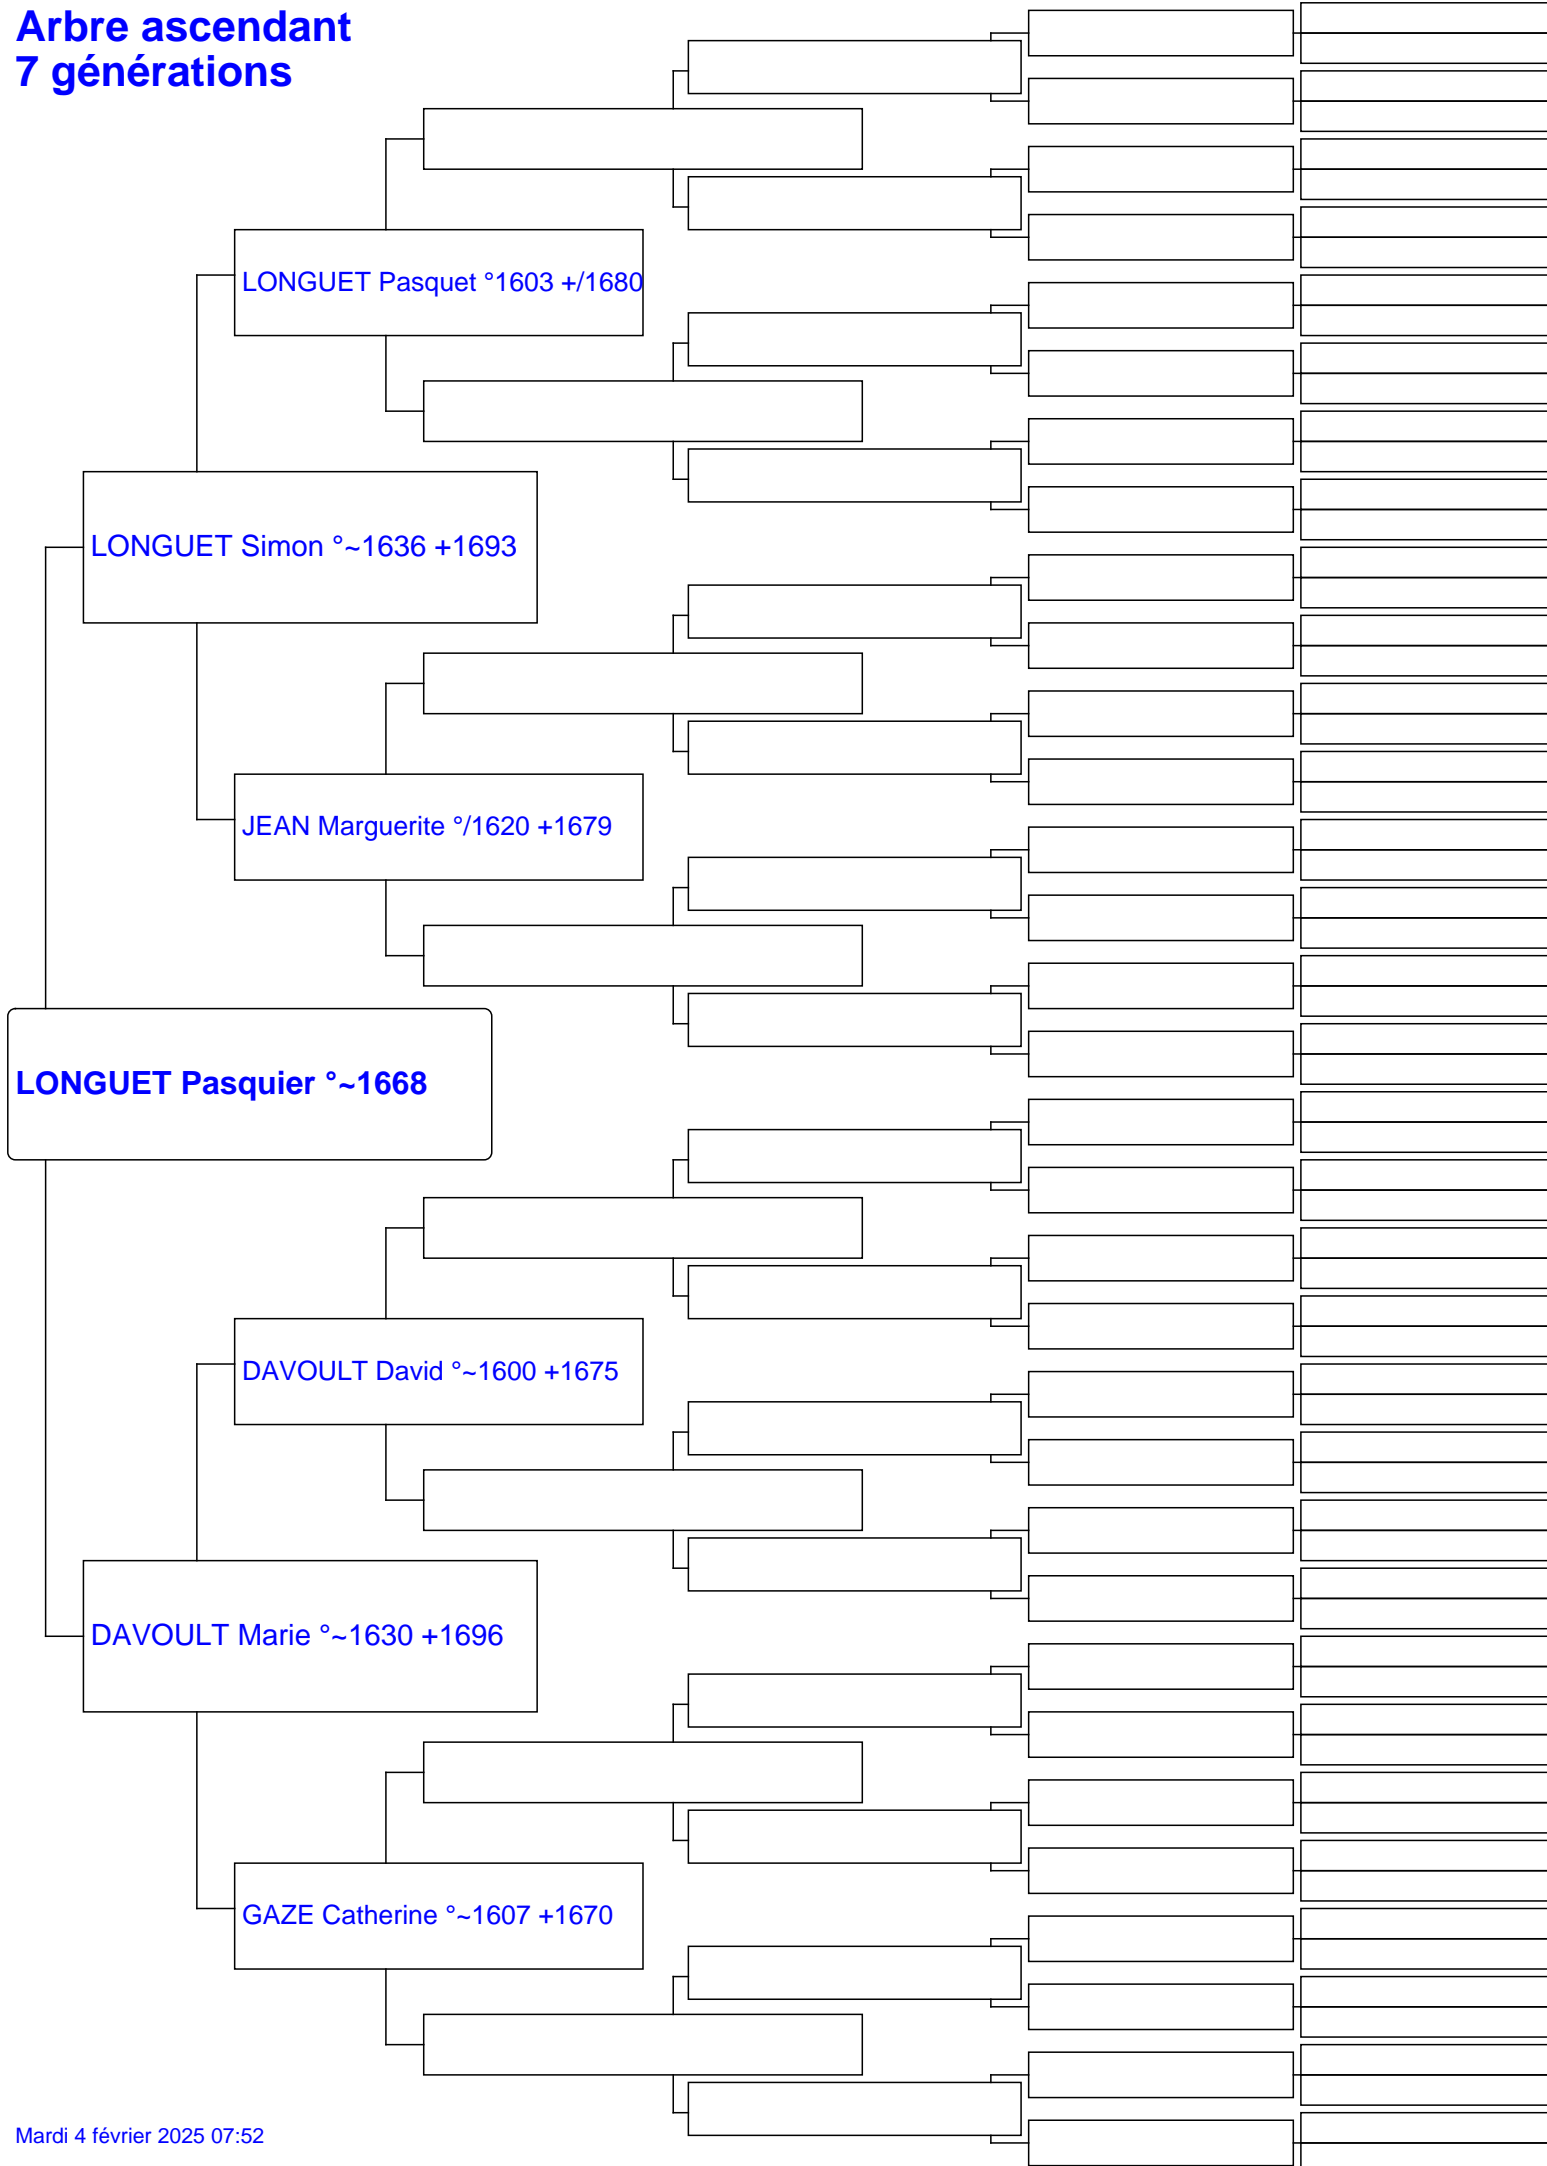 Arbre ascendant
7 générations
LONGUET Pasquet °1603 +/1680
LONGUET Simon °~1636 +1693
JEAN Marguerite °/1620 +1679
LONGUET Pasquier °~1668
DAVOULT David °~1600 +1675
DAVOULT Marie °~1630 +1696
GAZE Catherine °~1607 +1670
Mardi 4 février 2025 07:52